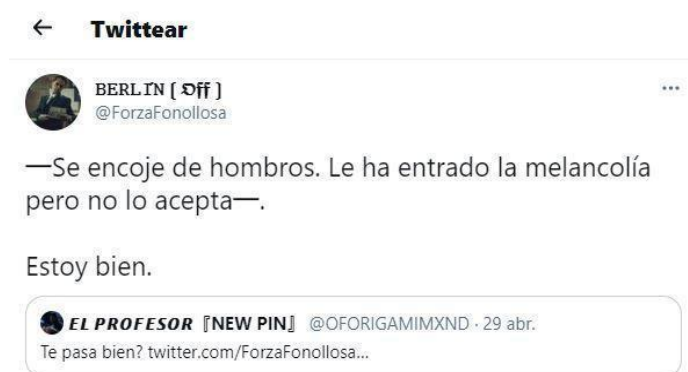 ← Twittear
BERLÍN [ Off ]
@ForzaFonollosa
—Se encoje de hombros. Le ha entrado la melancolía
pero no lo acepta—.
Estoy bien.
EL PROFESOR『NEW PIN』 @OFORIGAMIMXND · 29 abr.
Te pasa bien? twitter.com/ForzaFonollosa...